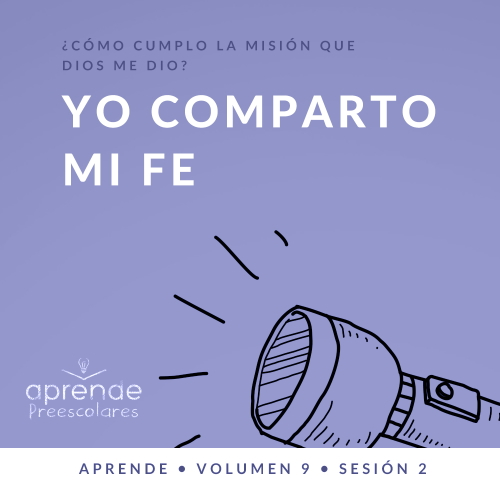 ¿CÓMO CUMPLO LA MISIÓN QUE
DIOS ME DIO?
YO COMPARTO
MI FE
aprende
Preescolares
APRENDE • VOLUMEN 9 • SESIÓN 2